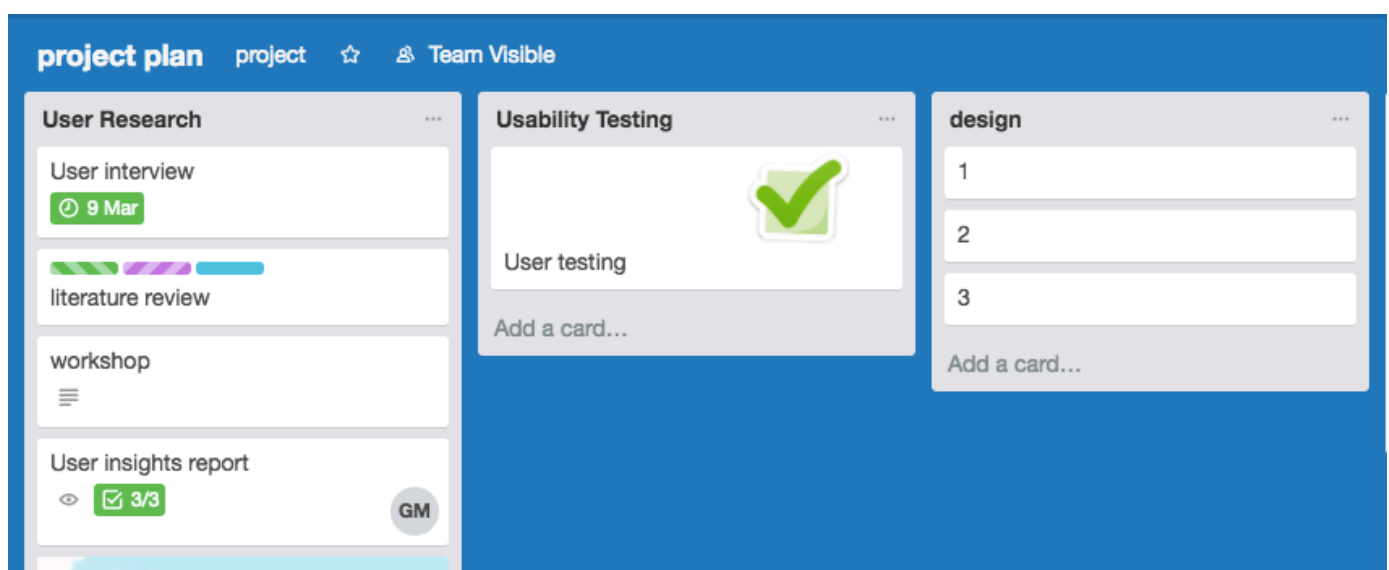 project plan project Team Visible
User Research
User interview
9 Mar
literature review
workshop
User insights report
3/3
GM
Usability Testing
User testing
Add a card…
design
1
2
3
Add a card…